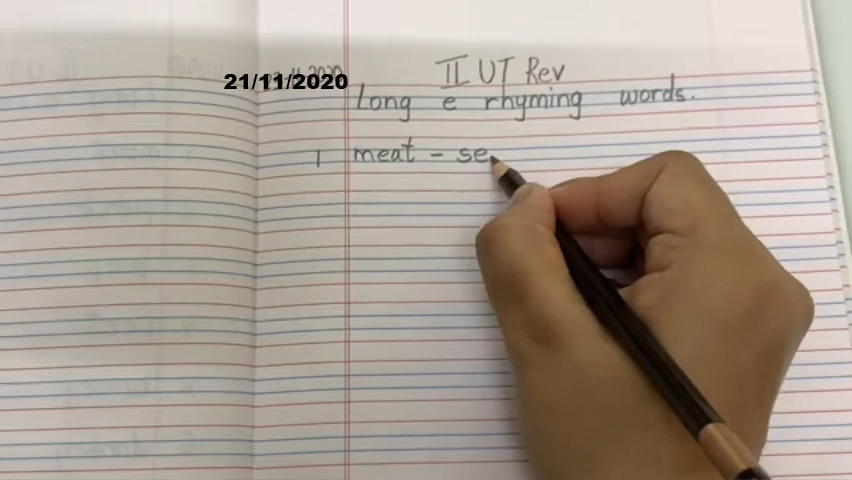 II UT Rev
21/11/2020
Long e rhyming words.
1 meat - se